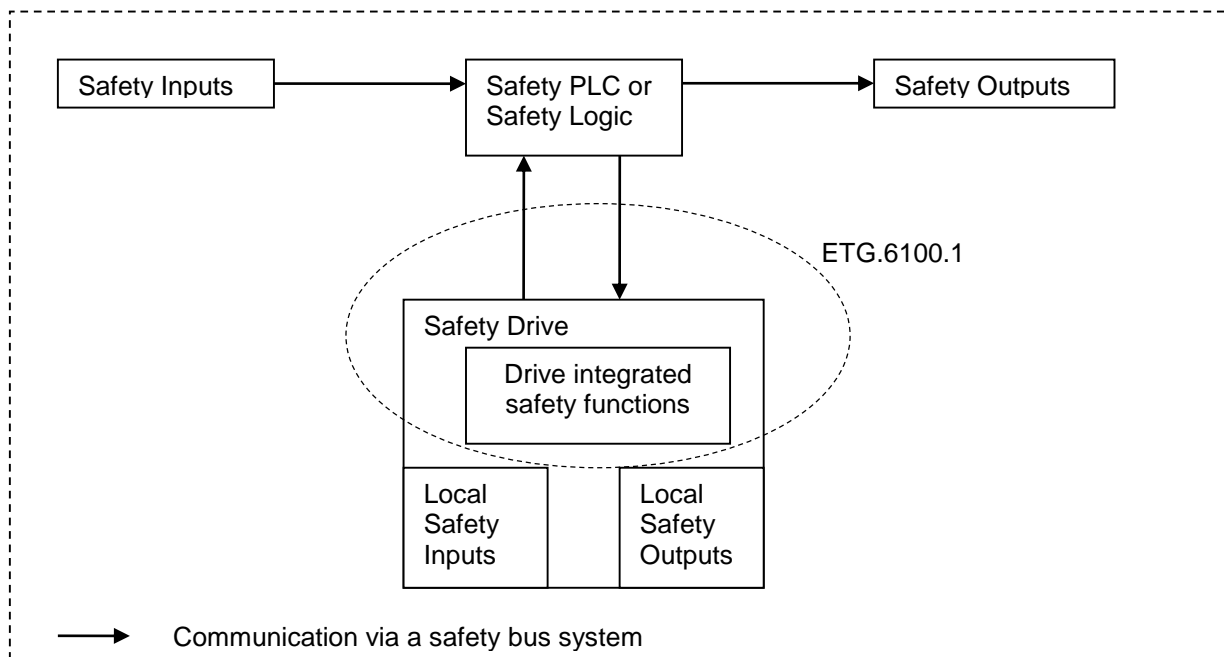 Safety Inputs
Safety PLC or
Safety Logic
Safety Outputs
ETG.6100.1
Safety Drive
Drive integrated
safety functions
Local
Safety
Inputs
Local
Safety
Outputs
Communication via a safety bus system